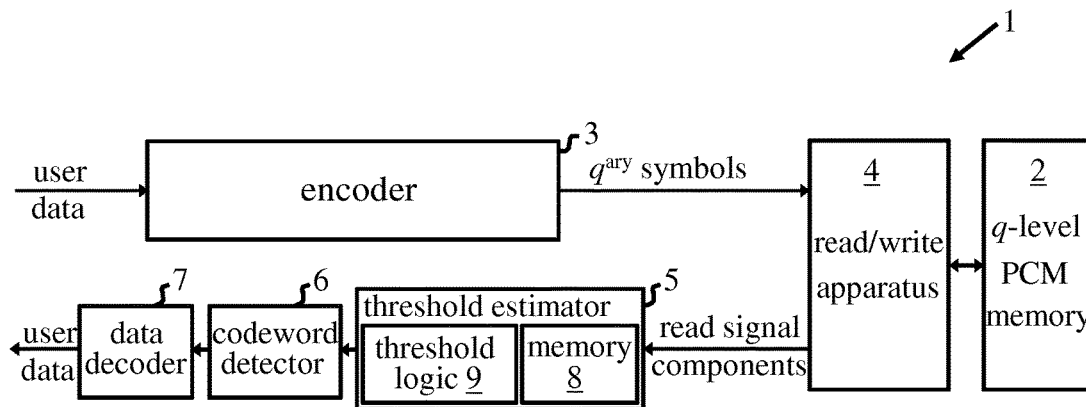 1
3
user
data
encoder
q^ary symbols
4
read/write
apparatus
2
q-level
PCM
memory
7
6
5
user
data
data
decoder
codeword
detector
threshold estimator
threshold
logic 9
memory
8
read signal
components